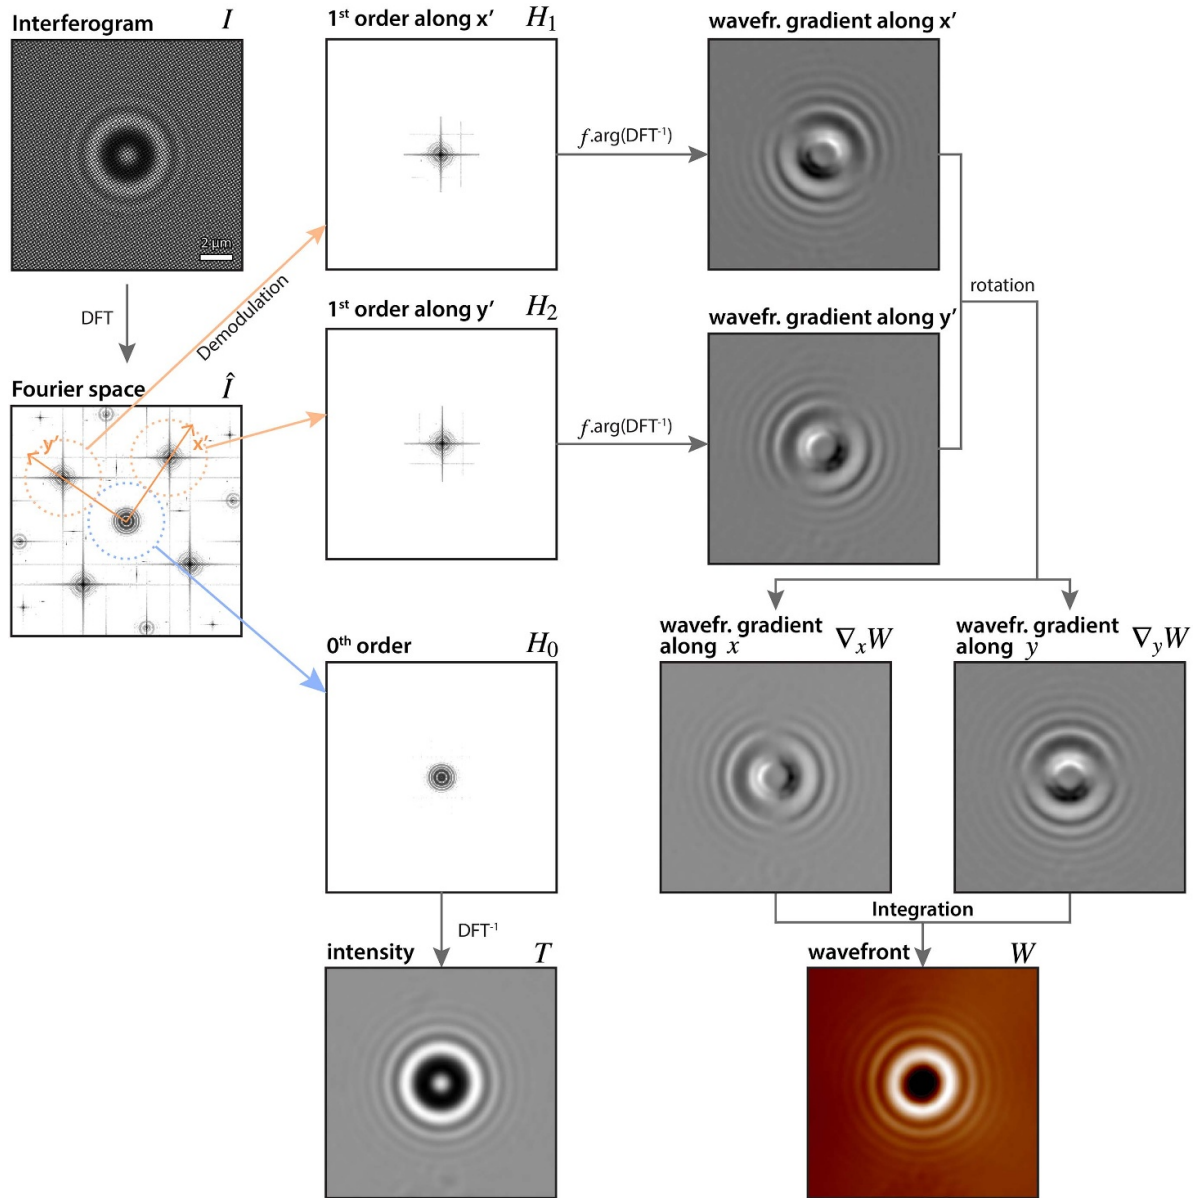 Interferogram I
2 μm
DFT
Fourier space Î
y′
x′
Demodulation
1st order along x′ H₁
f.arg(DFT⁻¹)
wavefr. gradient along x′
1st order along y′ H₂
f.arg(DFT⁻¹)
wavefr. gradient along y′
rotation
0th order H₀
DFT⁻¹
intensity T
wavefr. gradient
along x ∇ₓW
wavefr. gradient
along y ∇yW
Integration
wavefront W